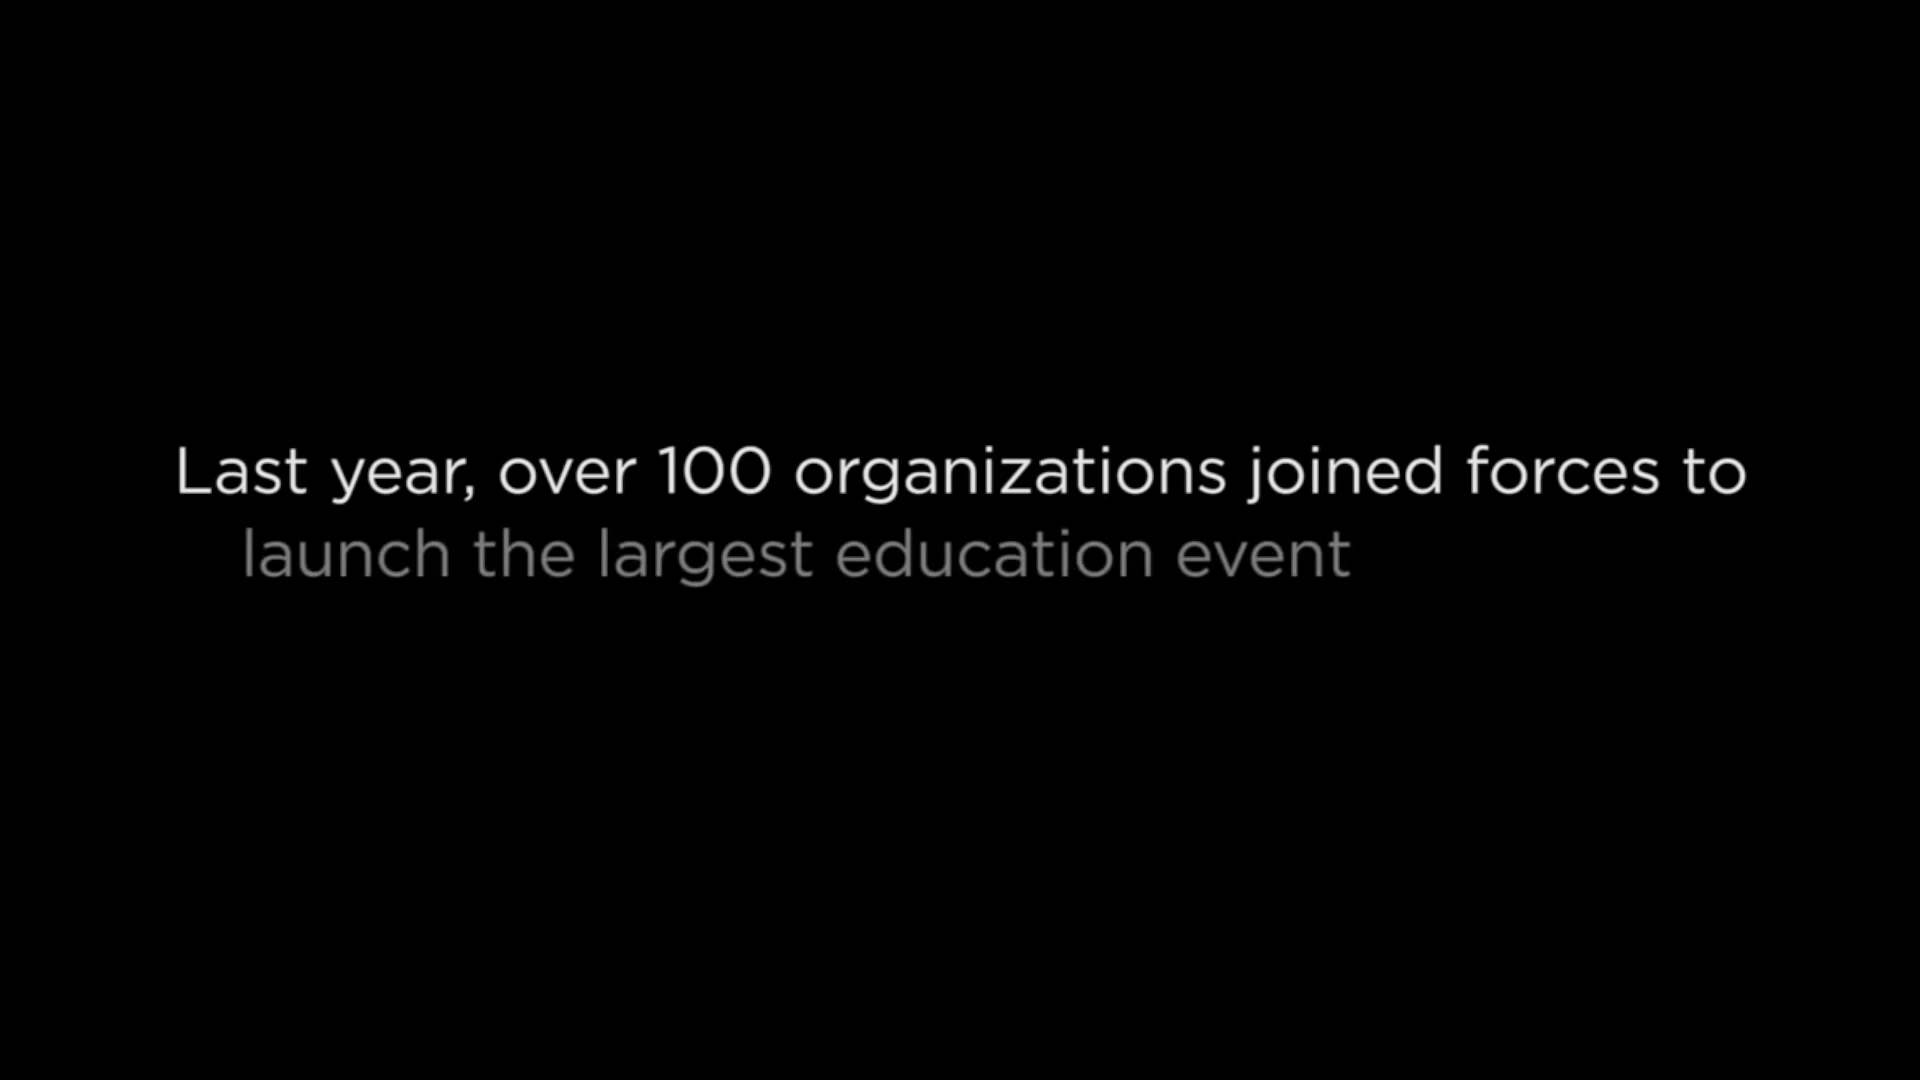 Last year, over 100 organizations joined forces to
launch the largest education event